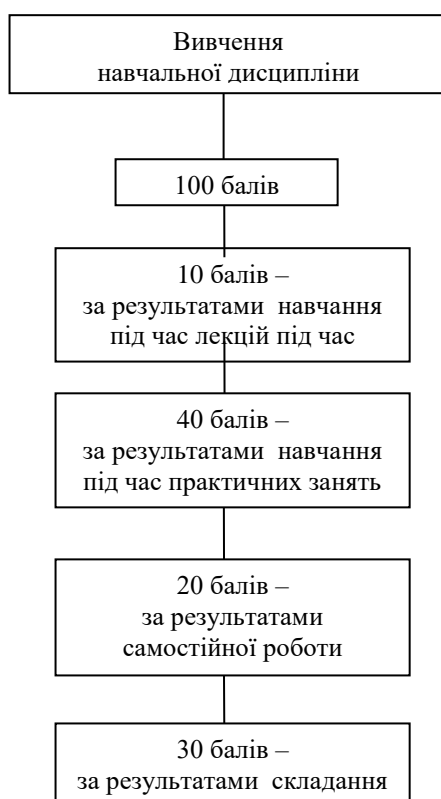 Вивчення
навчальної дисципліни
100 балів
10 балів –
за результатами навчання
під час лекцій під час
40 балів –
за результатами навчання
під час практичних занять
20 балів –
за результатами
самостійної роботи
30 балів –
за результатами складання